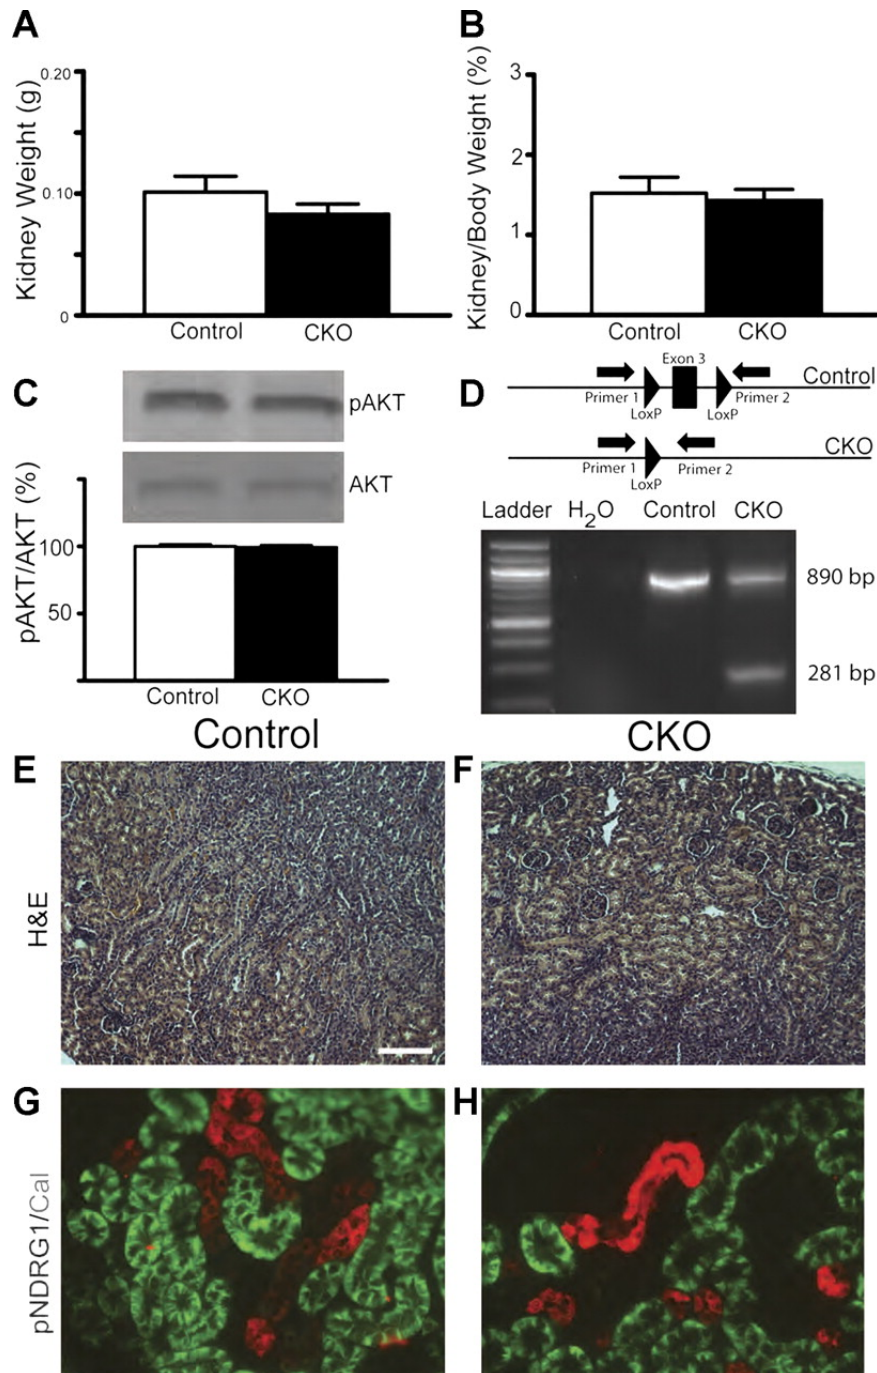 A
Kidney Weight (g)
0.20
0.10
0
Control
CKO
B
Kidney/Body Weight (%)
3
2
1
0
Control
CKO
C
pAKT
AKT
pAKT/AKT (%)
100
50
Control
CKO
D
Exon 3
Control
Primer 1
LoxP
LoxP
Primer 2
CKO
Primer 1
LoxP
Primer 2
Ladder H2O Control CKO
890 bp
281 bp
Control
CKO
E
F
H&E
G
H
pNDRG1/Cal